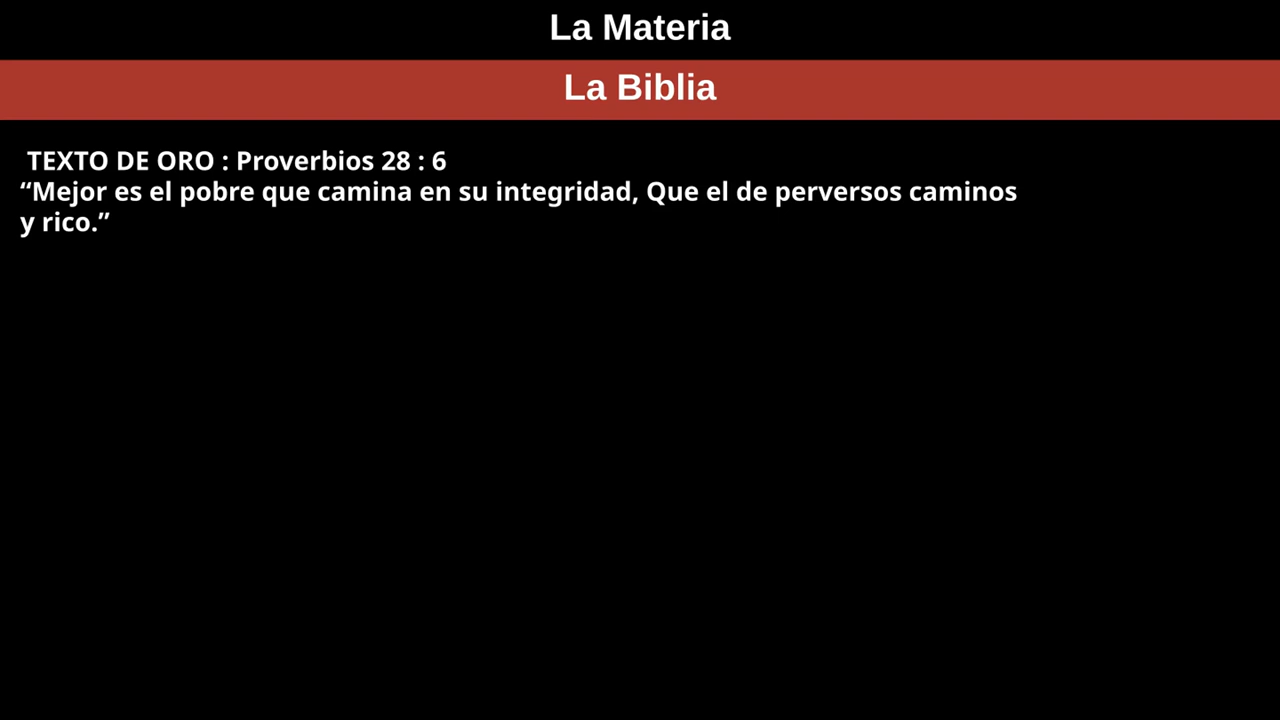 La Materia
La Biblia
TEXTO DE ORO : Proverbios 28 : 6
“Mejor es el pobre que camina en su integridad, Que el de perversos caminos
y rico.”